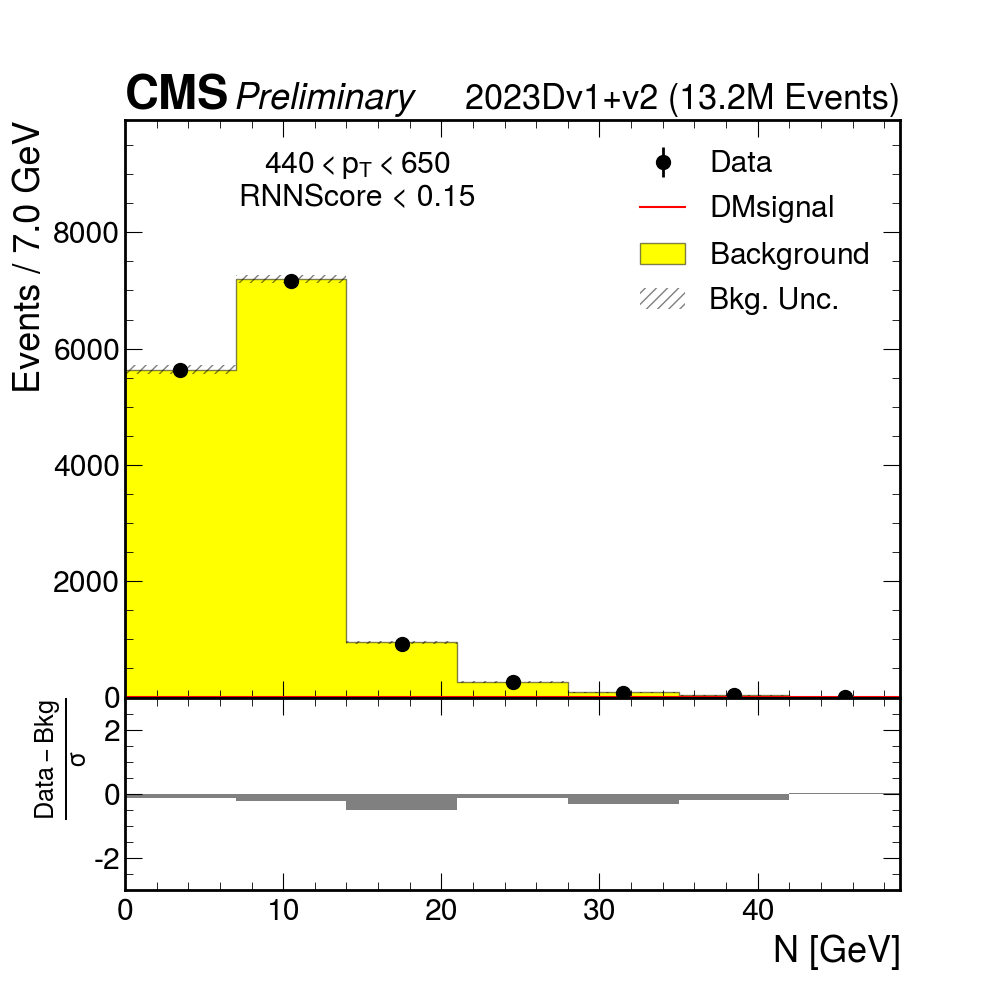 CMS Preliminary 2023Dv1+v2 (13.2M Events)
Events / 7.0 GeV
440 < pT < 650
RNNScore < 0.15
Data
DMsignal
Background
Bkg. Unc.
8000
6000
4000
2000
0
Data − Bkg
σ
2
0
-2
0 10 20 30 40
N [GeV]